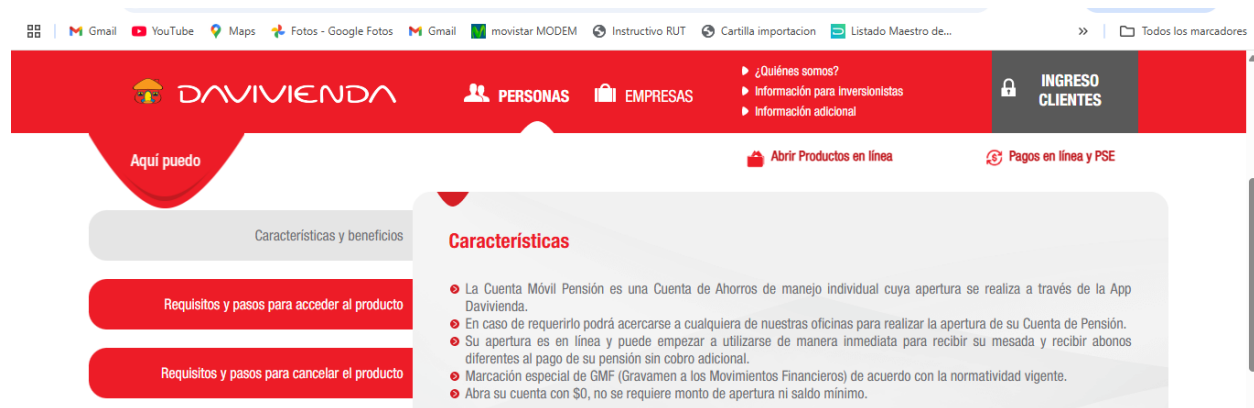 Gmail YouTube Maps Fotos - Google Fotos Gmail movistar MODEM Instructivo RUT Cartilla importacion Listado Maestro de... » Todos los marcadores
DAVIVIENDA
PERSONAS
EMPRESAS
¿Quiénes somos?
Información para inversionistas
Información adicional
INGRESO
CLIENTES
Aquí puedo
Abrir Productos en línea
Pagos en línea y PSE
Características y beneficios
Requisitos y pasos para acceder al producto
Requisitos y pasos para cancelar el producto
Características
La Cuenta Móvil Pensión es una Cuenta de Ahorros de manejo individual cuya apertura se realiza a través de la App
Davivienda.
En caso de requerirlo podrá acercarse a cualquiera de nuestras oficinas para realizar la apertura de su Cuenta de Pensión.
Su apertura es en línea y puede empezar a utilizarse de manera inmediata para recibir su mesada y recibir abonos
diferentes al pago de su pensión sin cobro adicional.
Marcación especial de GMF (Gravamen a los Movimientos Financieros) de acuerdo con la normatividad vigente.
Abra su cuenta con $0, no se requiere monto de apertura ni saldo mínimo.